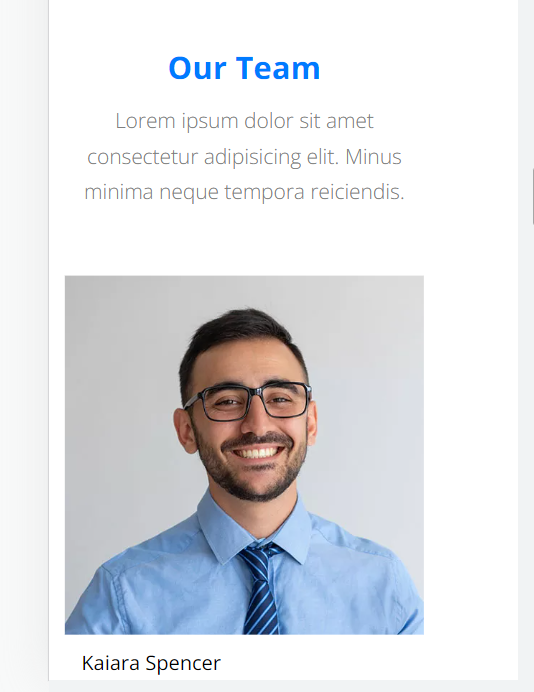 Our Team
Lorem ipsum dolor sit amet
consectetur adipisicing elit. Minus
minima neque tempora reiciendis.
Kaiara Spencer